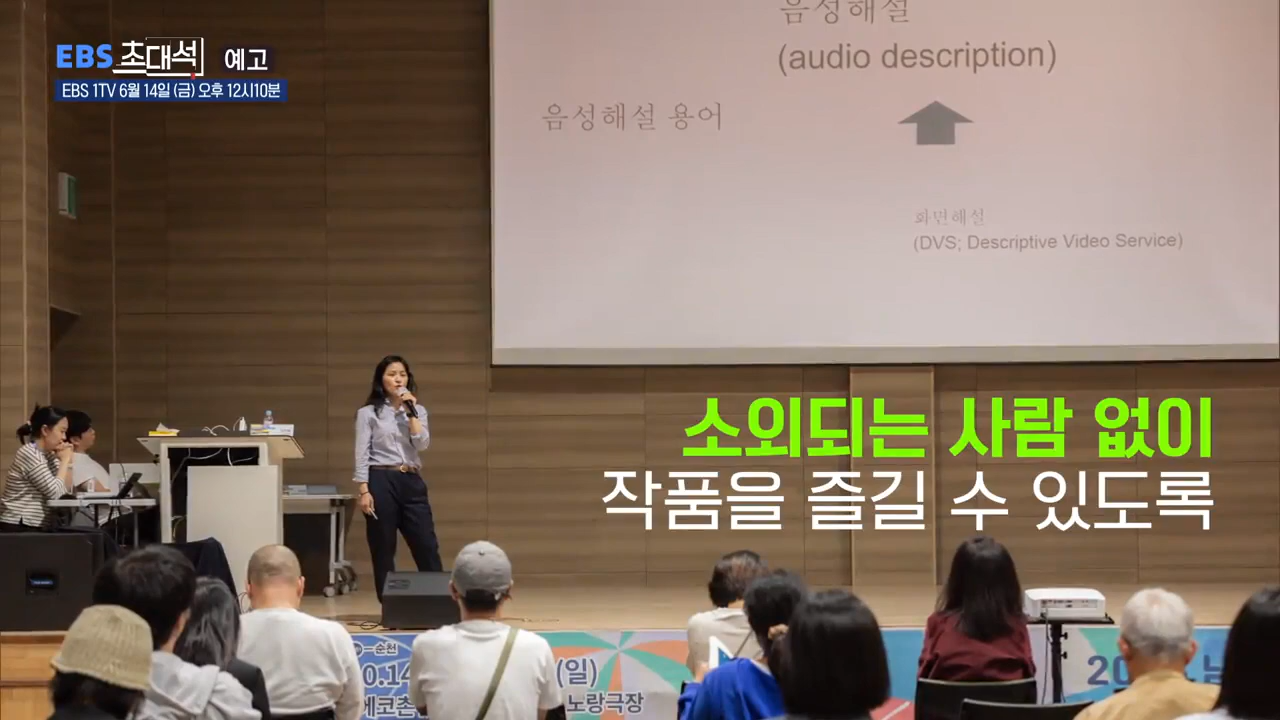 EBS 초대석 예고
EBS 1TV 6월 14일 (금) 오후 12시10분
음성해설
(audio description)
음성해설 용어
화면해설
(DVS; Descriptive Video Service)
소외되는 사람 없이
작품을 즐길 수 있도록
순천
(일)
노랑극장